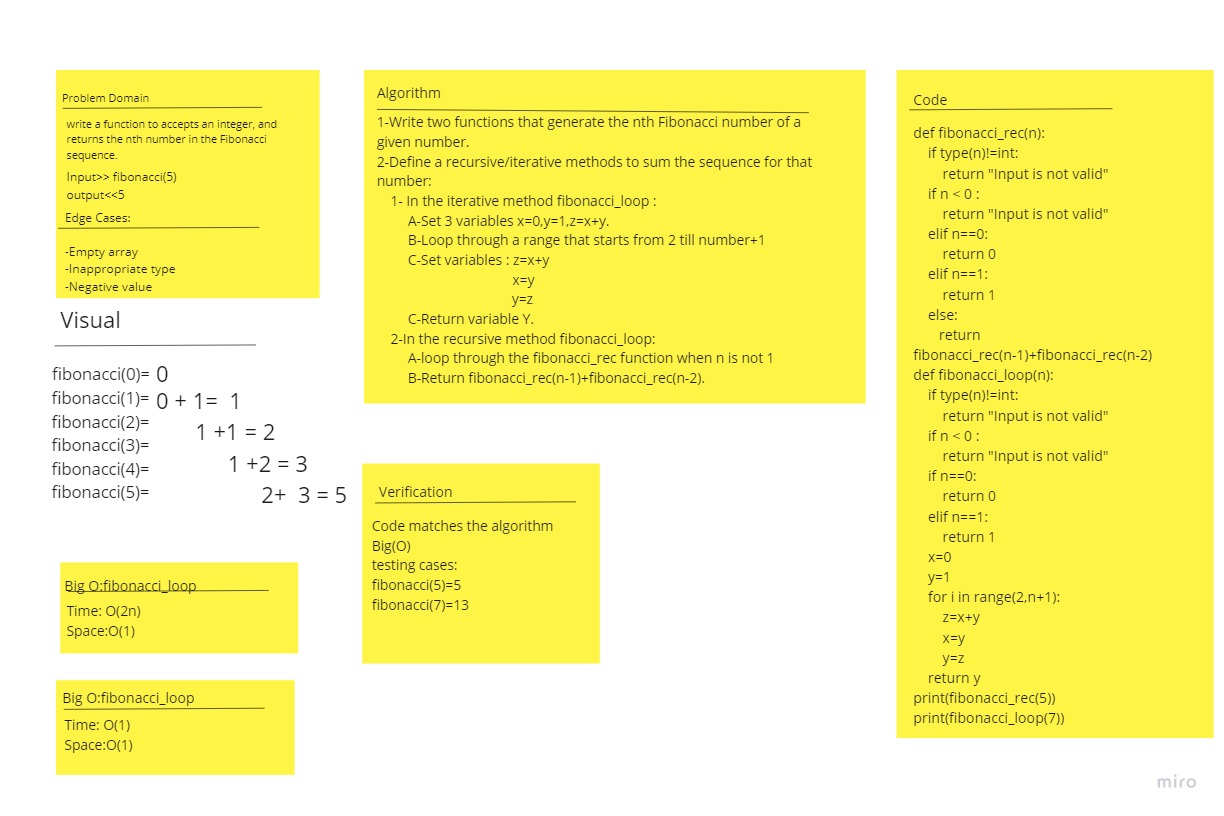 Problem Domain
write a function to accepts an integer, and
returns the nth number in the Fibonacci
sequence.
Input>> fibonacci(5)
output<<5
Edge Cases:
-Empty array
-Inappropriate type
-Negative value
Visual
fibonacci(0)= 0
fibonacci(1)= 0 + 1= 1
fibonacci(2)= 1 +1 = 2
fibonacci(3)=
fibonacci(4)= 1 +2 = 3
fibonacci(5)= 2+ 3 = 5
Big O:fibonacci_loop
Time: O(2n)
Space:O(1)
Big O:fibonacci_loop
Time: O(1)
Space:O(1)
Algorithm
1-Write two functions that generate the nth Fibonacci number of a
given number.
2-Define a recursive/iterative methods to sum the sequence for that
number:
1- In the iterative method fibonacci_loop :
A-Set 3 variables x=0,y=1,z=x+y.
B-Loop through a range that starts from 2 till number+1
C-Set variables : z=x+y
x=y
y=z
C-Return variable Y.
2-In the recursive method fibonacci_loop:
A-loop through the fibonacci_rec function when n is not 1
B-Return fibonacci_rec(n-1)+fibonacci_rec(n-2).
Verification
Code matches the algorithm
Big(O)
testing cases:
fibonacci(5)=5
fibonacci(7)=13
Code
def fibonacci_rec(n):
if type(n)!=int:
return "Input is not valid"
if n < 0 :
return "Input is not valid"
elif n==0:
return 0
elif n==1:
return 1
else:
return
fibonacci_rec(n-1)+fibonacci_rec(n-2)
def fibonacci_loop(n):
if type(n)!=int:
return "Input is not valid"
if n < 0 :
return "Input is not valid"
if n==0:
return 0
elif n==1:
return 1
x=0
y=1
for i in range(2,n+1):
z=x+y
x=y
y=z
return y
print(fibonacci_rec(5))
print(fibonacci_loop(7))
miro